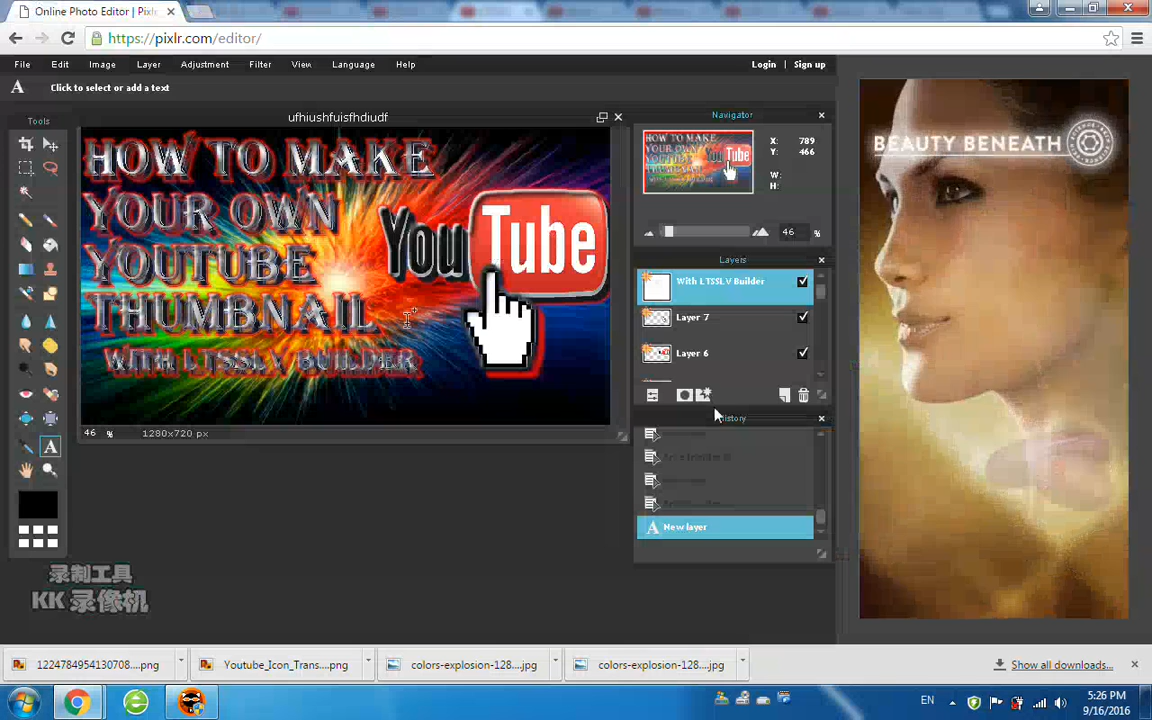 Online Photo Editor | Pixlr
https://pixlr.com/editor/
File Edit Image Layer Adjustment Filter View Language Help
Login Sign up
A Click to select or add a text
Tools
ufhiushfuisfhdiudf
HOW TO MAKE
YOUR OWN
YOUTUBE
THUMBNAIL
WITH LTSSLV BUILDER
You Tube
46 % 1280x720 px
Navigator
X: 789
Y: 466
W:
H:
46 %
Layers
With LTSSLV Builder
Layer 7
Layer 6
History
New layer
BEAUTY BENEATH
录制工具
KK 录像机
1224784954130708....png
Youtube_Icon_Trans....png
colors-explosion-128....jpg
colors-explosion-128....jpg
Show all downloads...
EN
5:26 PM
9/16/2016